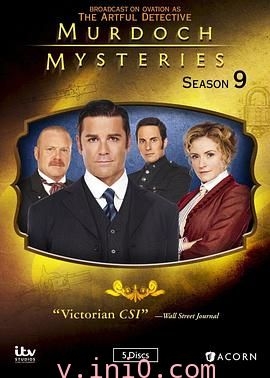 BROADCAST ON OVATION AS
THE ARTFUL DETECTIVE
MURDOCH
MYSTERIES
SEASON 9
"Victorian CSI" —Wall Street Journal
itv
STUDIOS
5 Discs
ACORN
v.ini0.com